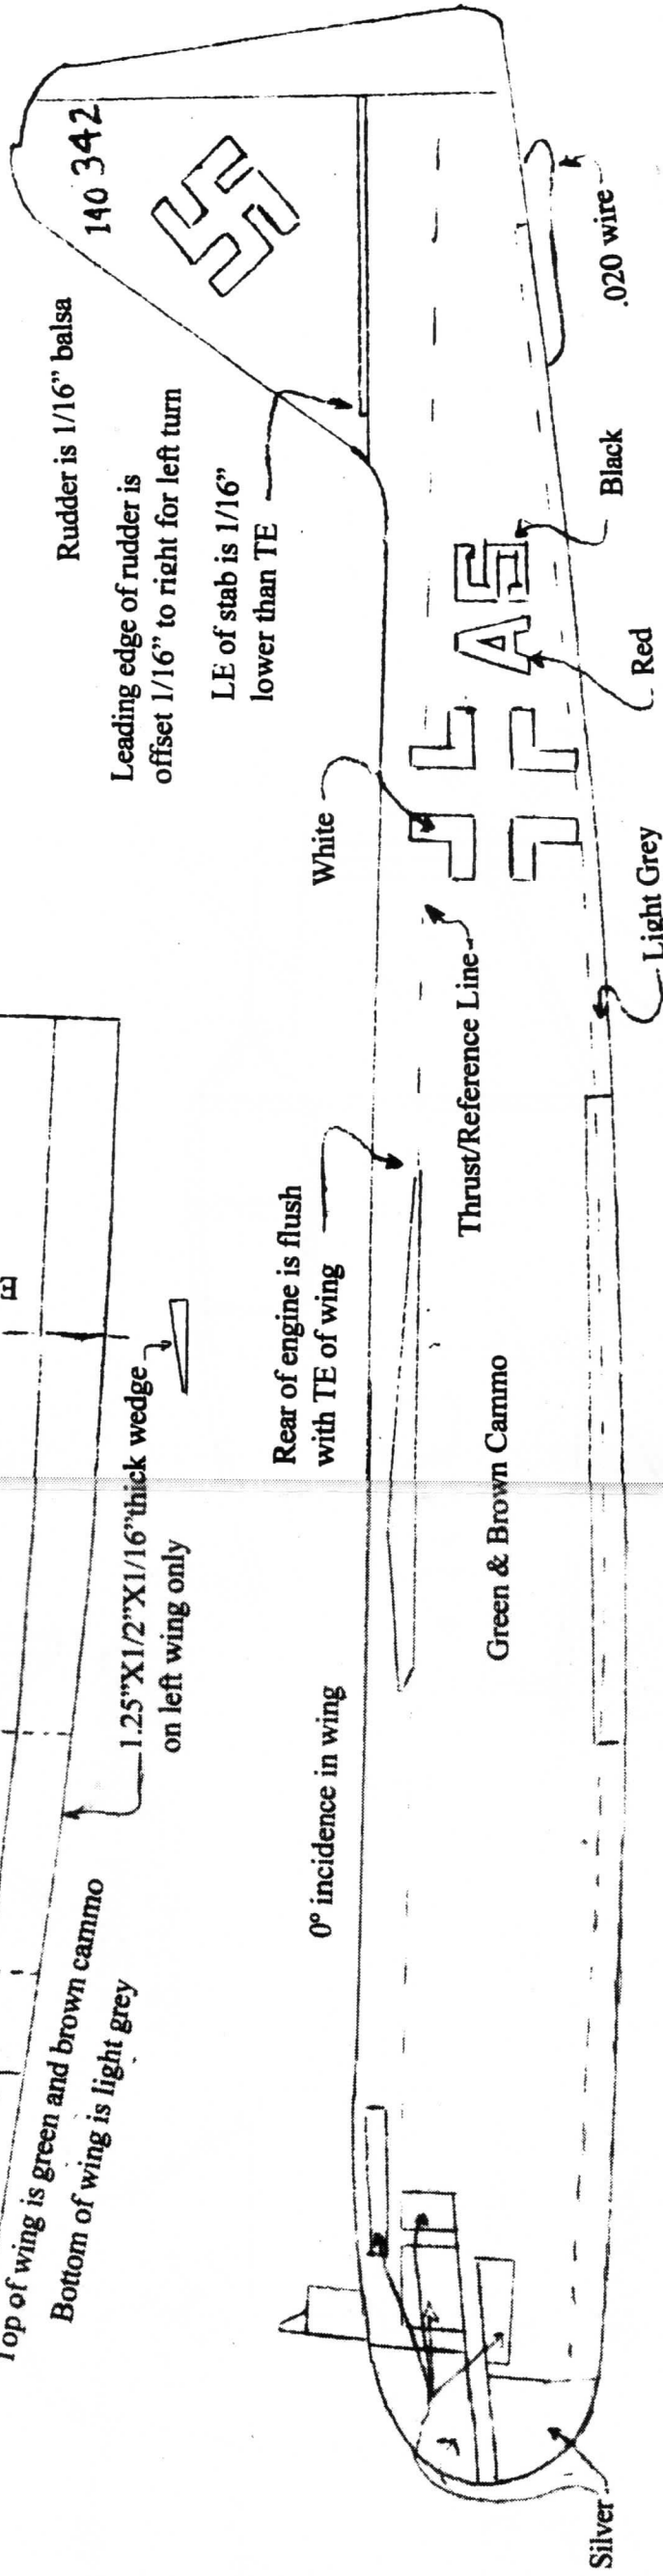 140 342
Rudder is 1/16” balsa
Leading edge of rudder is
offset 1/16” to right for left turn
LE of stab is 1/16”
lower than TE
.020 wire
Black
A5
Red
White
Light Grey
Thrust/Reference Line
Rear of engine is flush
with TE of wing
Green & Brown Cammo
0° incidence in wing
E
1.25”X1/2”X1/16”thick wedge
on left wing only
Top of wing is green and brown cammo
Bottom of wing is light grey
Silver